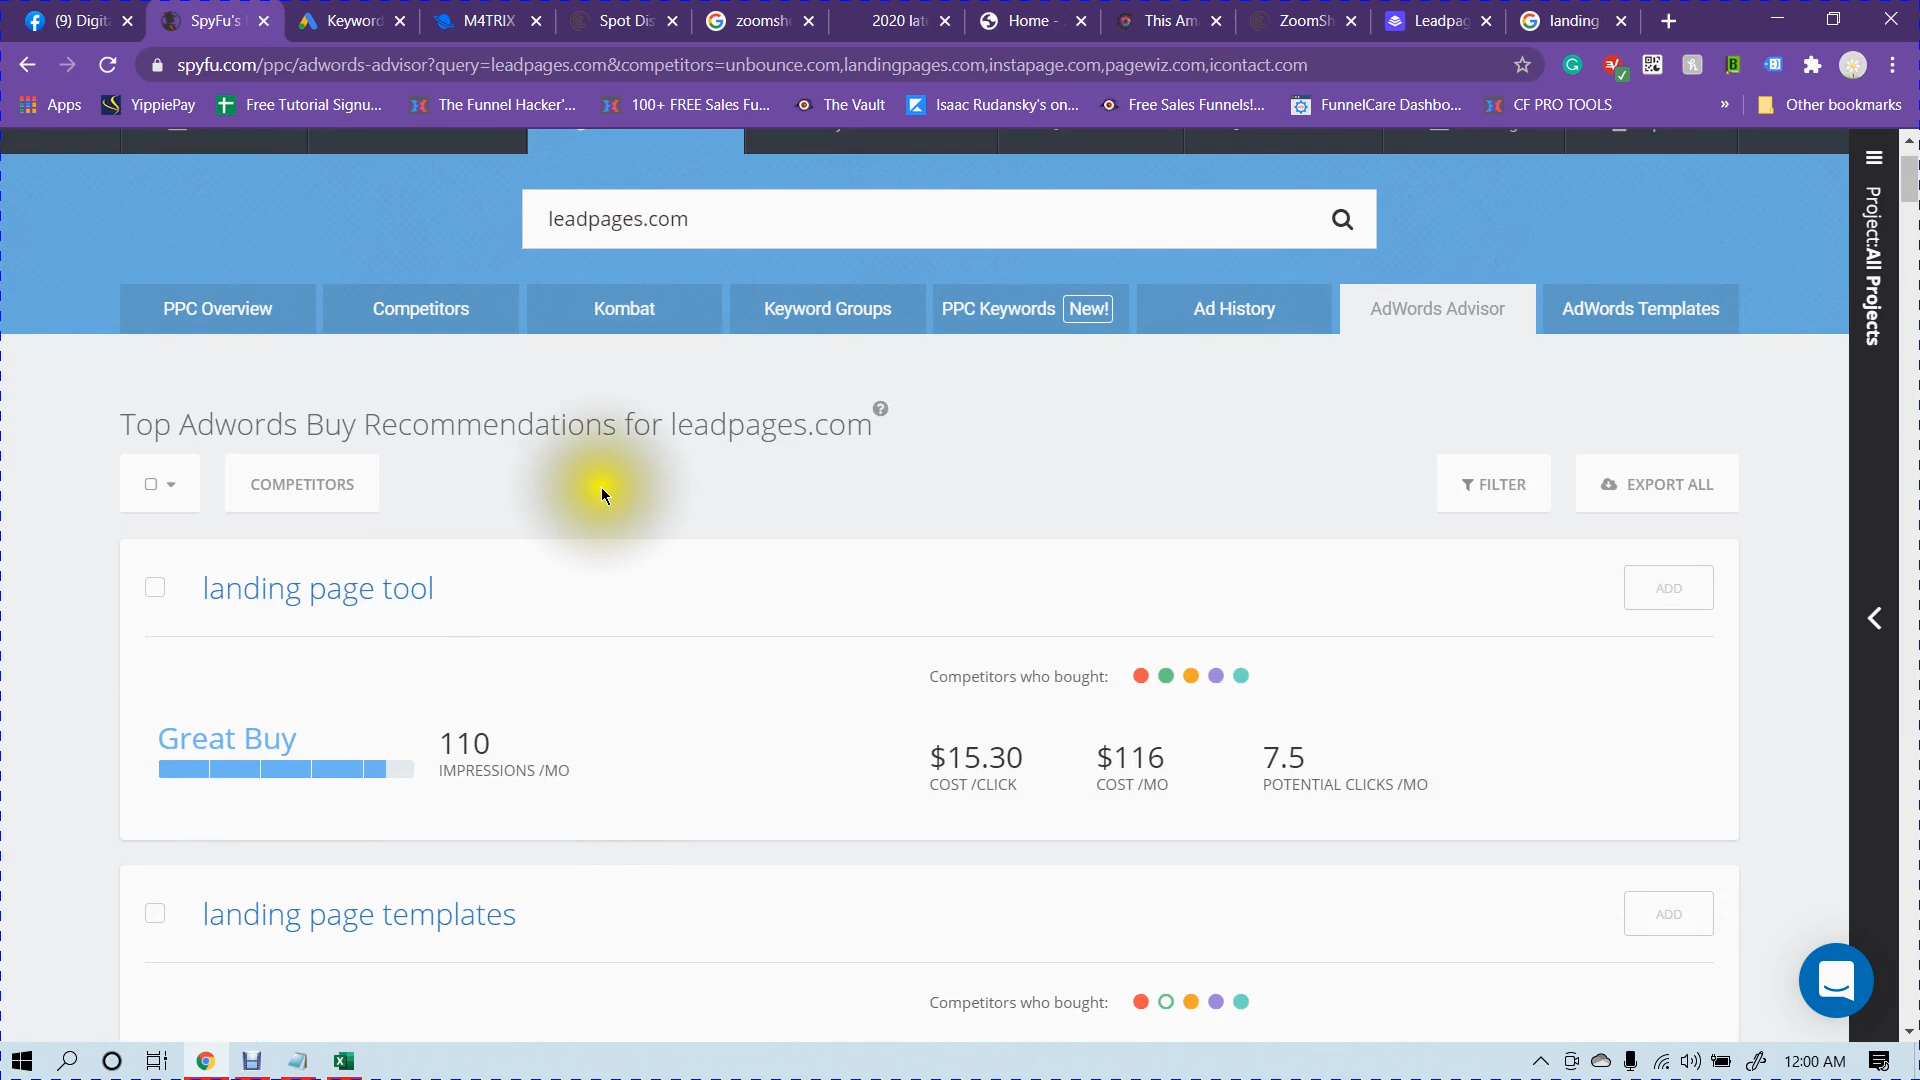 (9) Digita
SpyFu's
Keyword
M4TRIX
Spot Dis
zoomsh
2020 late
Home -
This Am
ZoomSh
Leadpag
landing
spyfu.com/ppc/adwords-advisor?query=leadpages.com&competitors=unbounce.com,landingpages.com,instapage.com,pagewiz.com,icontact.com
Apps
YippiePay
Free Tutorial Signu...
The Funnel Hacker'...
100+ FREE Sales Fu...
The Vault
Isaac Rudansky's on...
Free Sales Funnels!...
FunnelCare Dashbo...
CF PRO TOOLS
»
Other bookmarks
leadpages.com
Project:All Projects
PPC Overview
Competitors
Kombat
Keyword Groups
PPC Keywords New!
Ad History
AdWords Advisor
AdWords Templates
Top Adwords Buy Recommendations for leadpages.com
COMPETITORS
FILTER
EXPORT ALL
landing page tool
ADD
Competitors who bought:
Great Buy
110
IMPRESSIONS /MO
$15.30
COST /CLICK
$116
COST /MO
7.5
POTENTIAL CLICKS /MO
landing page templates
ADD
Competitors who bought:
12:00 AM